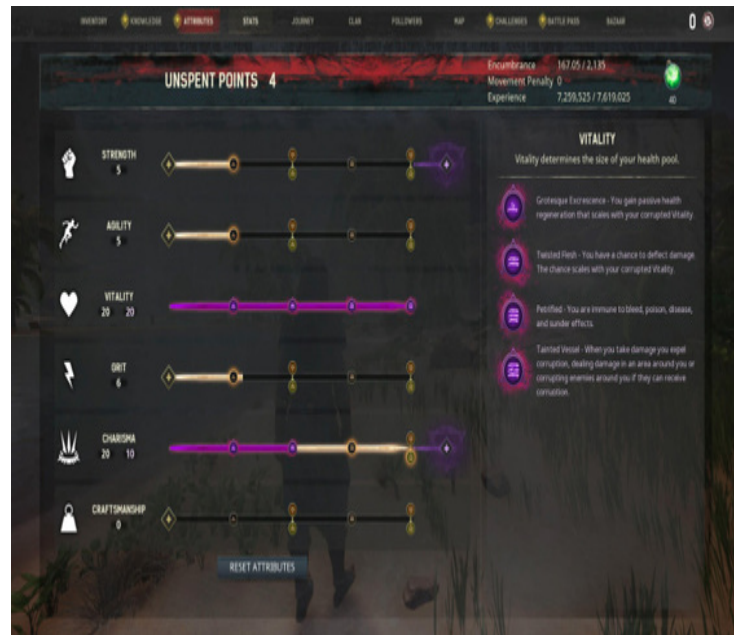 INVENTORY KNOWLEDGE ATTRIBUTES STATS JOURNEY CLAN FOLLOWERS MAP CHALLENGES BATTLE PASS BAZAAR 0
UNSPENT POINTS 4
Encumbrance 167.05 / 2,135
Movement Penalty 0
Experience 7,259,525 / 7,619,025
40
STRENGTH
5
AGILITY
5
VITALITY
20 20
GRIT
6
CHARISMA
20 10
CRAFTSMANSHIP
0
RESET ATTRIBUTES
VITALITY
Vitality determines the size of your health pool.
Grotesque Excrescence - You gain passive health
regeneration that scales with your corrupted Vitality.
Twisted Flesh - You have a chance to deflect damage.
The chance scales with your corrupted Vitality.
Petrified - You are immune to bleed, poison, disease,
and sunder effects.
Tainted Vessel - When you take damage you expel
corruption, dealing damage in an area around you or
corrupting enemies around you if they can receive
corruption.